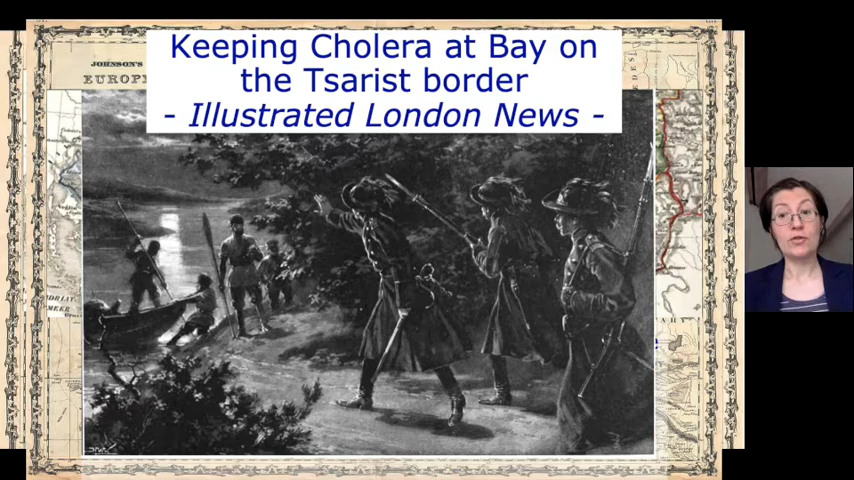 Keeping Cholera at Bay on
the Tsarist border
- Illustrated London News -
JOHNSON'S
EUROPE